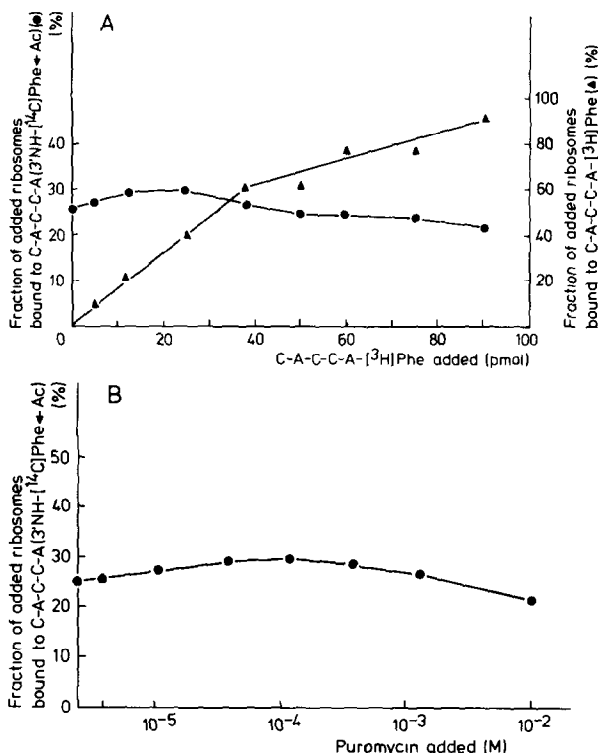 A
Fraction of added ribosomes
bound to C-A-C-C-A(3'NH-[¹⁴C]Phe←Ac)(●)
(%)
40
30
20
10
0
Fraction of added ribosomes
bound to C-A-C-C-A-[³H]Phe(▲) (%)
100
80
60
40
20
0 20 40 60 80 100
C-A-C-C-A-[³H]Phe added (pmol)
B
Fraction of added ribosomes
bound to C-A-C-C-A(3'NH-[¹⁴C]Phe←Ac)
(%)
50
40
30
20
10
0
10⁻⁵ 10⁻⁴ 10⁻³ 10⁻²
Puromycin added (M)